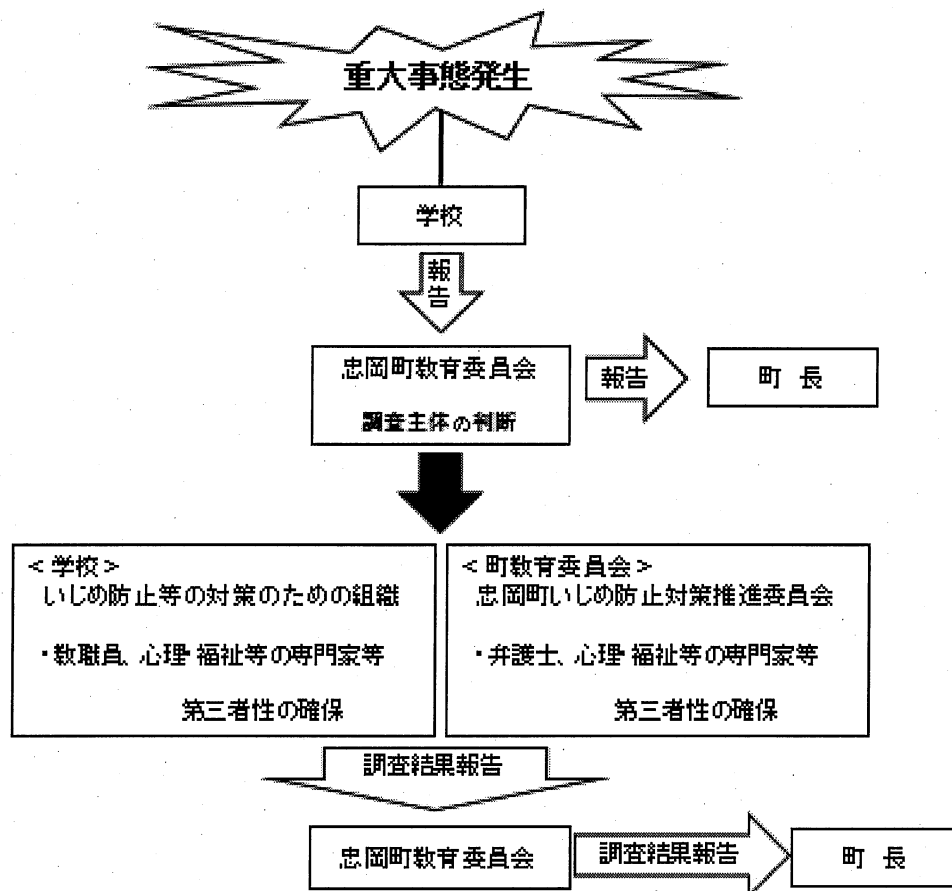 重大事態発生
学校
報告
忠岡町教育委員会
調査主体の判断
報告
町 長
<学校>
いじめ防止等の対策のための組織
・教職員、心理・福祉等の専門家等
第三者性の確保
<町教育委員会>
忠岡町いじめ防止対策推進委員会
・弁護士、心理・福祉等の専門家等
第三者性の確保
調査結果報告
忠岡町教育委員会
調査結果報告
町 長